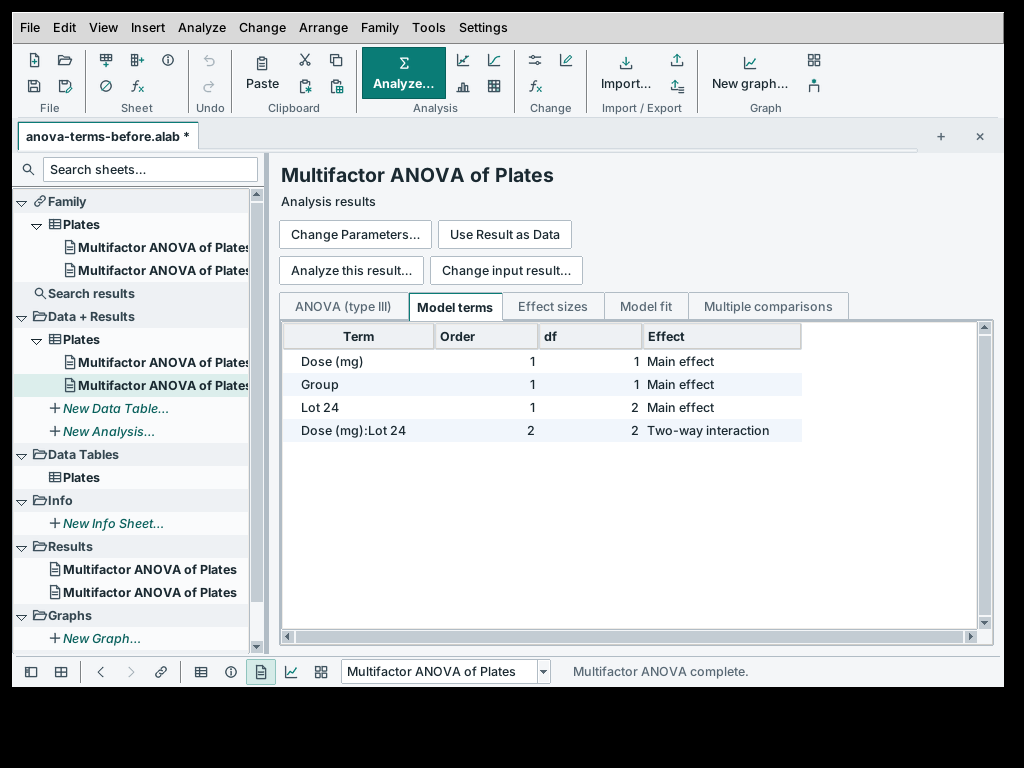 File Edit View Insert Analyze Change Arrange Family Tools Settings
Paste
Analyze...
Import...
New graph...
File Sheet Undo Clipboard Analysis Change Import / Export Graph
anova-terms-before.alab *
Search sheets...
Family
Plates
Multifactor ANOVA of Plates
Multifactor ANOVA of Plates
Search results
Data + Results
Plates
Multifactor ANOVA of Plates
Multifactor ANOVA of Plates
New Data Table...
New Analysis...
Data Tables
Plates
Info
New Info Sheet...
Results
Multifactor ANOVA of Plates
Multifactor ANOVA of Plates
Graphs
New Graph...
Multifactor ANOVA of Plates
Analysis results
Change Parameters... Use Result as Data
Analyze this result... Change input result...
ANOVA (type III) Model terms Effect sizes Model fit Multiple comparisons
Term Order df Effect
Dose (mg) 1 1 Main effect
Group 1 1 Main effect
Lot 24 1 2 Main effect
Dose (mg):Lot 24 2 2 Two-way interaction
Multifactor ANOVA of Plates
Multifactor ANOVA complete.